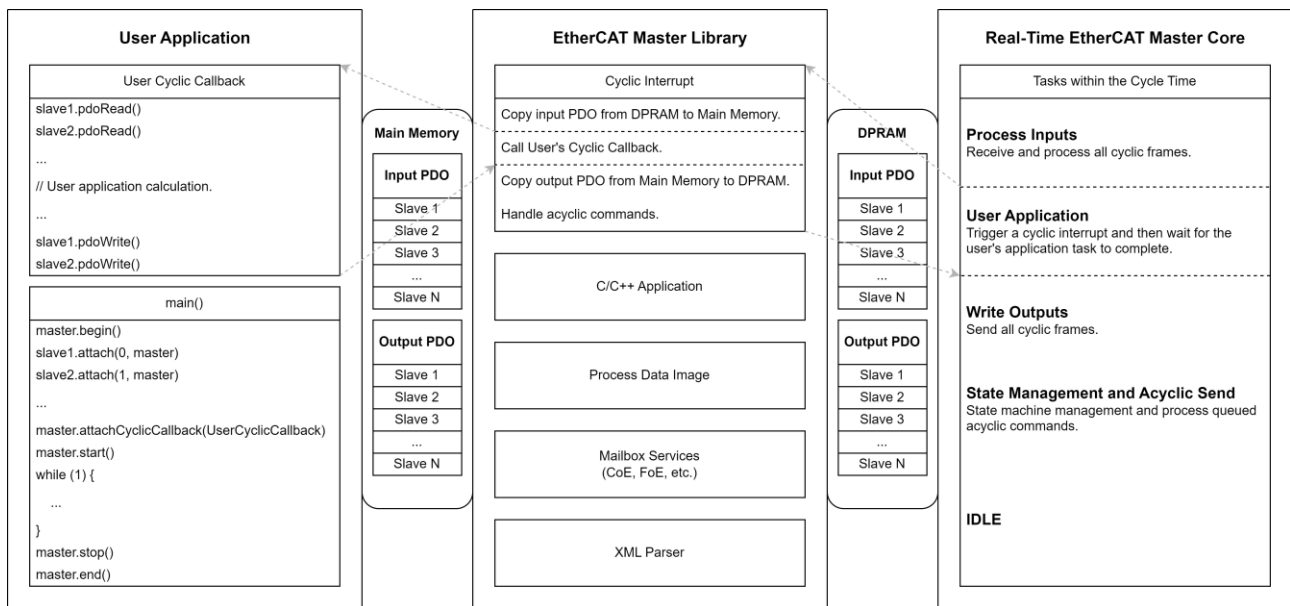 User Application
User Cyclic Callback
slave1.pdoRead()
slave2.pdoRead()
...
// User application calculation.
...
slave1.pdoWrite()
slave2.pdoWrite()
main()
master.begin()
slave1.attach(0, master)
slave2.attach(1, master)
...
master.attachCyclicCallback(UserCyclicCallback)
master.start()
while (1) {
...
}
master.stop()
master.end()
Main Memory
Input PDO
Slave 1
Slave 2
Slave 3
...
Slave N
Output PDO
Slave 1
Slave 2
Slave 3
...
Slave N
EtherCAT Master Library
Cyclic Interrupt
Copy input PDO from DPRAM to Main Memory.
Call User's Cyclic Callback.
Copy output PDO from Main Memory to DPRAM.
Handle acyclic commands.
C/C++ Application
Process Data Image
Mailbox Services
(CoE, FoE, etc.)
XML Parser
DPRAM
Input PDO
Slave 1
Slave 2
Slave 3
...
Slave N
Output PDO
Slave 1
Slave 2
Slave 3
...
Slave N
Real-Time EtherCAT Master Core
Tasks within the Cycle Time
Process Inputs
Receive and process all cyclic frames.
User Application
Trigger a cyclic interrupt and then wait for the
user's application task to complete.
Write Outputs
Send all cyclic frames.
State Management and Acyclic Send
State machine management and process queued
acyclic commands.
IDLE